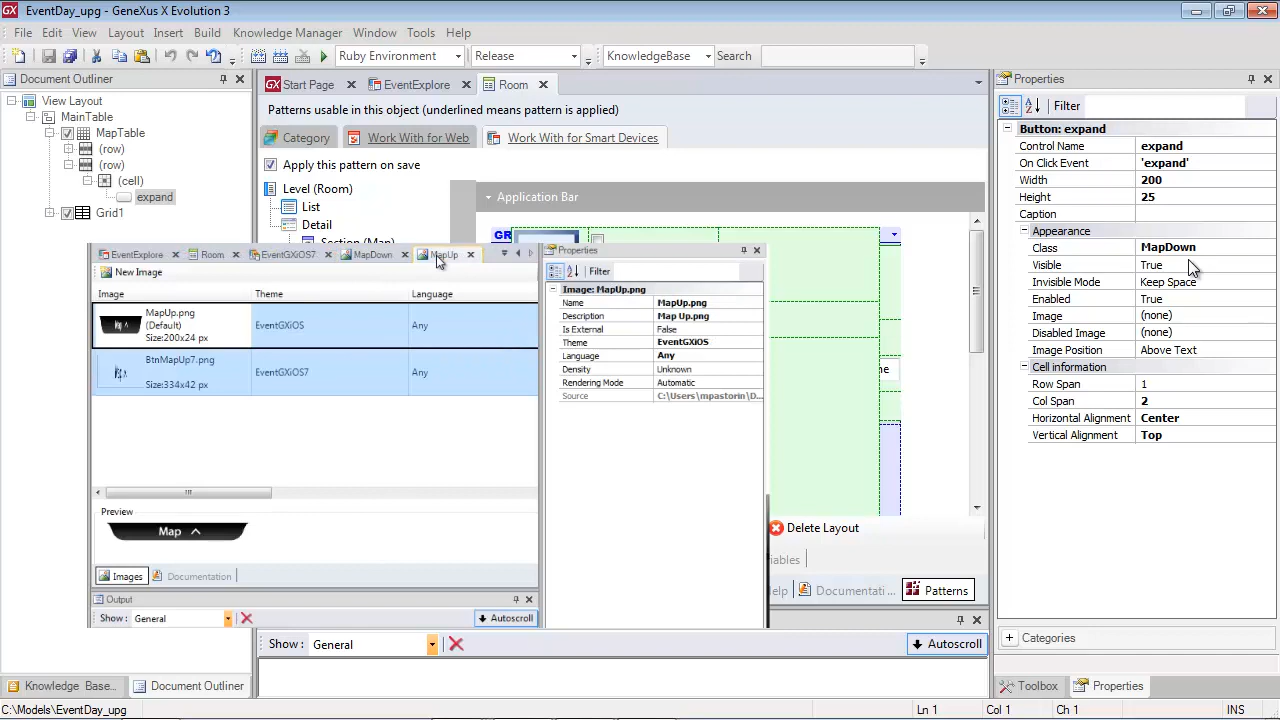 EventDay_upg - GeneXus X Evolution 3
File Edit View Layout Insert Build Knowledge Manager Window Tools Help
Ruby Environment Release KnowledgeBase Search
Document Outliner
View Layout
MainTable
MapTable
(row)
(row)
(cell)
expand
Grid1
Knowledge Base...
Document Outliner
Start Page EventExplore Room
Patterns usable in this object (underlined means pattern is applied)
Category Work With for Web Work With for Smart Devices
Apply this pattern on save
Level (Room)
List
Detail
Section (Map)
Application Bar
GR
EventExplore Room EventGXiOS7 MapDown MapUp
New Image
Image Theme Language
MapUp.png
(Default)
Size:200x24 px
EventGXiOS Any
BtnMapUp7.png
Size:334x42 px
EventGXiOS7 Any
Preview
Map
Images Documentation
Output
Show: General Autoscroll
Properties
Filter
Image: MapUp.png
Name MapUp.png
Description Map Up.png
Is External False
Theme EventGXiOS
Language Any
Density Unknown
Rendering Mode Automatic
Source C:\Users\mpastorin\D...
ne
Delete Layout
iables
elp Documentati ... Patterns
Show: General Autoscroll
Properties
Filter
Button: expand
Control Name expand
On Click Event 'expand'
Width 200
Height 25
Caption
Appearance
Class MapDown
Visible True
Invisible Mode Keep Space
Enabled True
Image (none)
Disabled Image (none)
Image Position Above Text
Cell information
Row Span 1
Col Span 2
Horizontal Alignment Center
Vertical Alignment Top
Categories
Toolbox Properties
C:\Models\EventDay_upg Ln 1 Col 1 Ch 1 INS